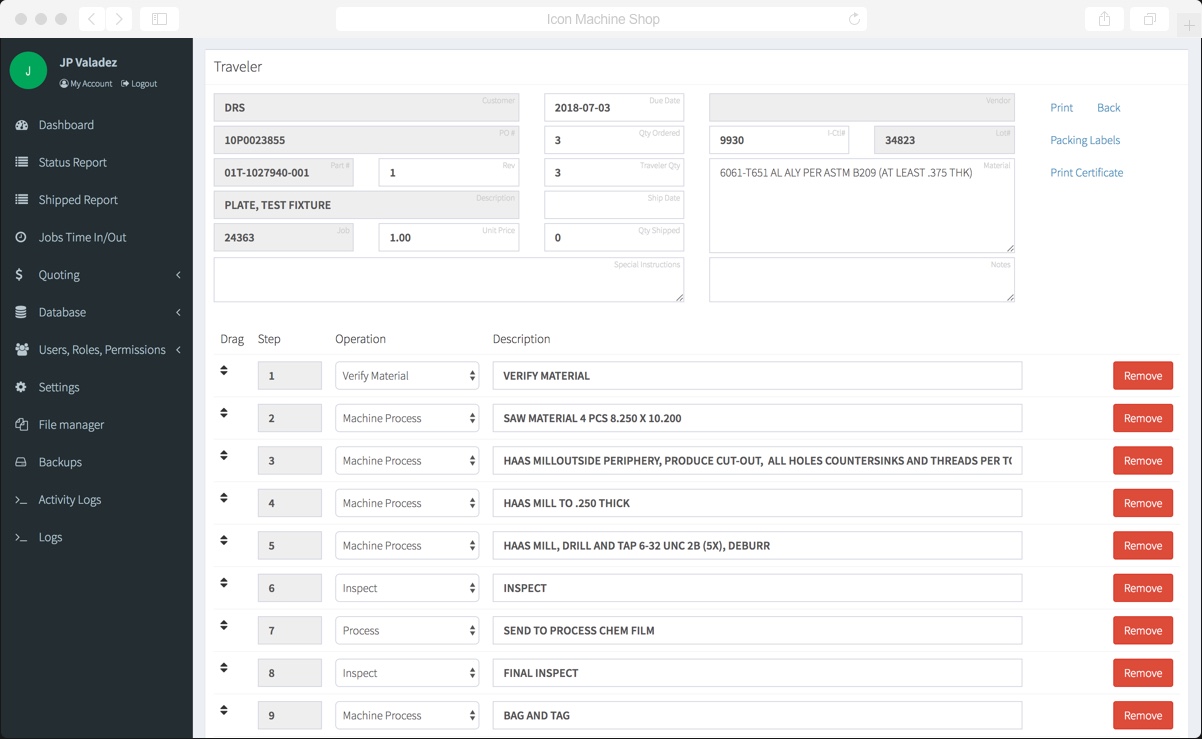 Icon Machine Shop
J
JP Valadez
My Account Logout
Dashboard
Status Report
Shipped Report
Jobs Time In/Out
$ Quoting
Database
Users, Roles, Permissions
Settings
File manager
Backups
Activity Logs
Logs
Traveler
DRS Customer
2018-07-03 Due Date
Vendor
Print Back
10P0023855 PO #
3 Qty Ordered
9930 I-Ctl#
34823 Lot#
Packing Labels
01T-1027940-001 Part #
1 Rev
3 Traveler Qty
6061-T651 AL ALY PER ASTM B209 (AT LEAST .375 THK) Material
Print Certificate
PLATE, TEST FIXTURE Description
Ship Date
24363 Job
1.00 Unit Price
0 Qty Shipped
Special Instructions
Notes
Drag Step Operation Description
1 Verify Material VERIFY MATERIAL Remove
2 Machine Process SAW MATERIAL 4 PCS 8.250 X 10.200 Remove
3 Machine Process HAAS MILLOUTSIDE PERIPHERY, PRODUCE CUT-OUT, ALL HOLES COUNTERSINKS AND THREADS PER Remove
4 Machine Process HAAS MILL TO .250 THICK Remove
5 Machine Process HAAS MILL, DRILL AND TAP 6-32 UNC 2B (5X), DEBURR Remove
6 Inspect INSPECT Remove
7 Process SEND TO PROCESS CHEM FILM Remove
8 Inspect FINAL INSPECT Remove
9 Machine Process BAG AND TAG Remove